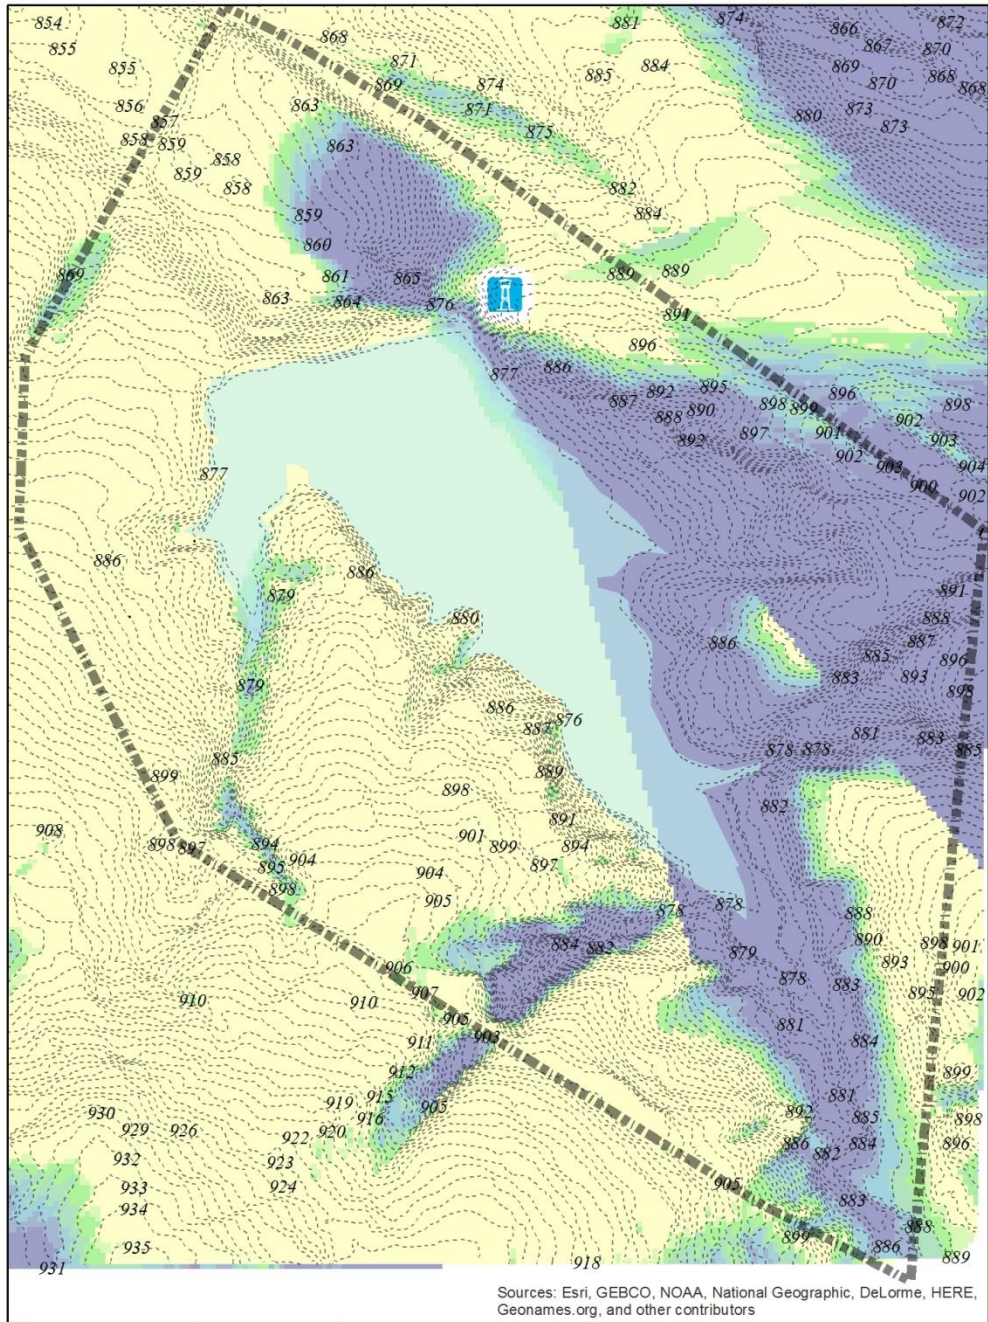 854 881 874 866 872
855 868 867 870
855 871 885 884 869 868
869 874 870 868
856 863 871 880 873
857 875 873
858 859 863
858
859 858 882
859 884
860
861 865 889 889
863 864 876 891
896
877 886
887 892 895 896
888 890 898 899 902 898
892 897 901 903
877 902 903 904
900 902
886 886
879 891
880 888
886 885 887 896
879 883 893 898
886 876
887 881 883
885 878 878 885
899 889
898 882
908 891
898 897 894 901 899 894
895 904 897
898 904
905 878 878 888
884 882 890 898 901
906 879 893 900
910 910 907 878 883 895 902
905 881
911 903 884
912 899
930 919 915 905 881
916 892 885 898
929 926 922 920 886 884 896
932 923 882
933 924 905 883
934 888
935 899 886 889
931 918
Sources: Esri, GEBCO, NOAA, National Geographic, DeLorme, HERE,
Geonames.org, and other contributors